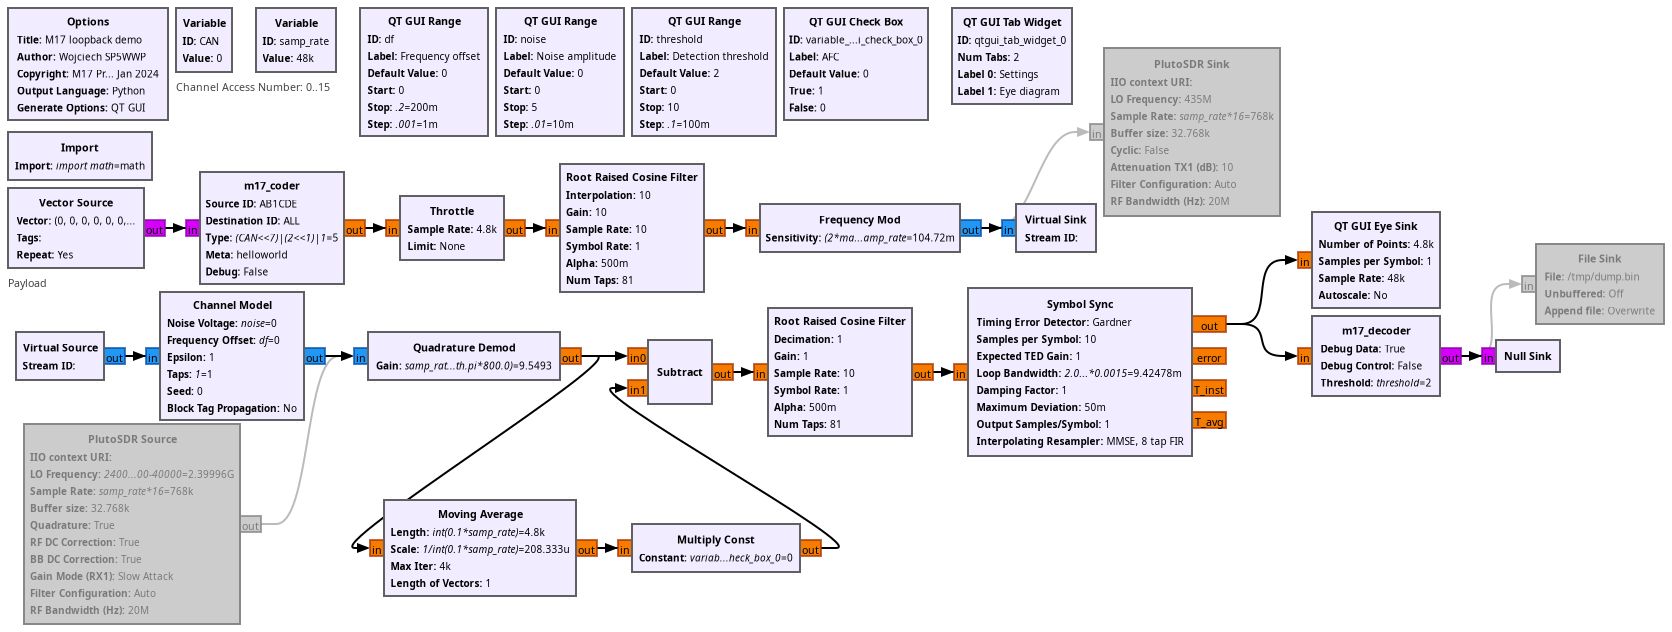 Options
Title: M17 loopback demo
Author: Wojciech SP5WWP
Copyright: M17 Pr... Jan 2024
Output Language: Python
Generate Options: QT GUI
Variable
ID: CAN
Value: 0
Variable
ID: samp_rate
Value: 48k
Channel Access Number: 0..15
QT GUI Range
ID: df
Label: Frequency offset
Default Value: 0
Start: 0
Stop: .2=200m
Step: .001=1m
QT GUI Range
ID: noise
Label: Noise amplitude
Default Value: 0
Start: 0
Stop: 5
Step: .01=10m
QT GUI Range
ID: threshold
Label: Detection threshold
Default Value: 2
Start: 0
Stop: 10
Step: .1=100m
QT GUI Check Box
ID: variable_...i_check_box_0
Label: AFC
Default Value: 0
True: 1
False: 0
QT GUI Tab Widget
ID: qtgui_tab_widget_0
Num Tabs: 2
Label 0: Settings
Label 1: Eye diagram
PlutoSDR Sink
IIO context URI:
LO Frequency: 435M
Sample Rate: samp_rate*16=768k
Buffer size: 32.768k
Cyclic: False
Attenuation TX1 (dB): 10
Filter Configuration: Auto
RF Bandwidth (Hz): 20M
in
Import
Import: import math=math
Vector Source
Vector: (0, 0, 0, 0, 0, 0,...
Tags:
Repeat: Yes
out
Payload
in
m17_coder
Source ID: AB1CDE
Destination ID: ALL
Type: (CAN<<7)|(2<<1)|1=5
Meta: helloworld
Debug: False
out
in
Throttle
Sample Rate: 4.8k
Limit: None
out
in
Root Raised Cosine Filter
Interpolation: 10
Gain: 10
Sample Rate: 10
Symbol Rate: 1
Alpha: 500m
Num Taps: 81
out
in
Frequency Mod
Sensitivity: (2*ma...amp_rate=104.72m
out
in
Virtual Sink
Stream ID:
Virtual Source
Stream ID:
out
in
Channel Model
Noise Voltage: noise=0
Frequency Offset: df=0
Epsilon: 1
Taps: 1=1
Seed: 0
Block Tag Propagation: No
out
in
Quadrature Demod
Gain: samp_rat...th.pi*800.0)=9.5493
out
in0
in1
Subtract
out
in
Root Raised Cosine Filter
Decimation: 1
Gain: 1
Sample Rate: 10
Symbol Rate: 1
Alpha: 500m
Num Taps: 81
out
in
Symbol Sync
Timing Error Detector: Gardner
Samples per Symbol: 10
Expected TED Gain: 1
Loop Bandwidth: 2.0...*0.0015=9.42478m
Damping Factor: 1
Maximum Deviation: 50m
Output Samples/Symbol: 1
Interpolating Resampler: MMSE, 8 tap FIR
out
error
T_inst
T_avg
in
QT GUI Eye Sink
Number of Points: 4.8k
Samples per Symbol: 1
Sample Rate: 48k
Autoscale: No
in
m17_decoder
Debug Data: True
Debug Control: False
Threshold: threshold=2
out
in
Null Sink
in
File Sink
File: /tmp/dump.bin
Unbuffered: Off
Append file: Overwrite
PlutoSDR Source
IIO context URI:
LO Frequency: 2400...00-40000=2.39996G
Sample Rate: samp_rate*16=768k
Buffer size: 32.768k
Quadrature: True
RF DC Correction: True
BB DC Correction: True
Gain Mode (RX1): Slow Attack
Filter Configuration: Auto
RF Bandwidth (Hz): 20M
out
in
Moving Average
Length: int(0.1*samp_rate)=4.8k
Scale: 1/int(0.1*samp_rate)=208.333u
Max Iter: 4k
Length of Vectors: 1
out
in
Multiply Const
Constant: variab...heck_box_0=0
out